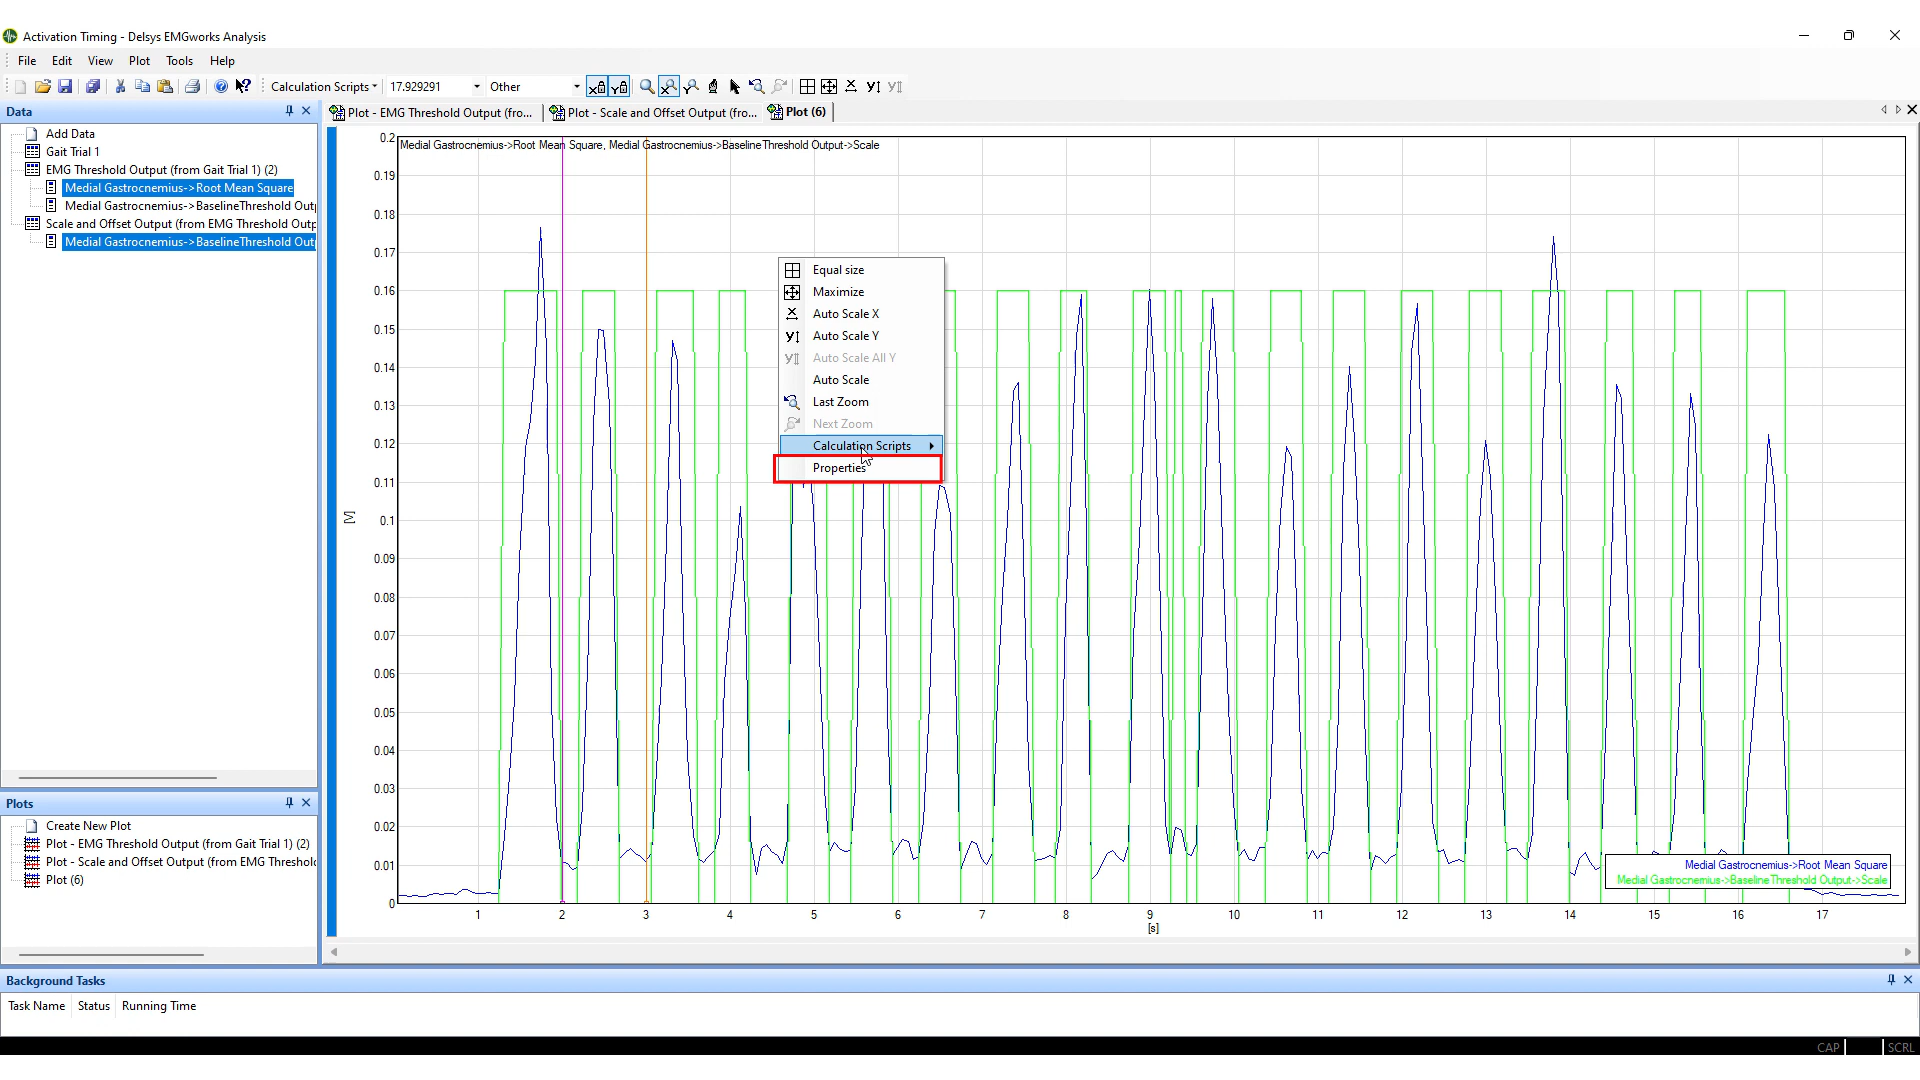 Activation Timing - Delsys EMGworks Analysis
File Edit View Plot Tools Help
Calculation Scripts 17.929291 Other
Data
Plot - EMG Threshold Output (fro... Plot - Scale and Offset Output (fro... Plot (6)
Add Data
Gait Trial 1
EMG Threshold Output (from Gait Trial 1) (2)
Medial Gastrocnemius->Root Mean Square
Medial Gastrocnemius->BaselineThreshold Out
Scale and Offset Output (from EMG Threshold Outp
Medial Gastrocnemius->BaselineThreshold Out
Plots
Create New Plot
Plot - EMG Threshold Output (from Gait Trial 1) (2)
Plot - Scale and Offset Output (from EMG Threshold
Plot (6)
Medial Gastrocnemius->Root Mean Square, Medial Gastrocnemius->BaselineThreshold Output->Scale
0.2
0.19
0.18
0.17
0.16
0.15
0.14
0.13
0.12
0.11
0.1
0.09
0.08
0.07
0.06
0.05
0.04
0.03
0.02
0.01
0
[V]
Equal size
Maximize
Auto Scale X
Auto Scale Y
Auto Scale All Y
Auto Scale
Last Zoom
Next Zoom
Calculation Scripts
Properties
Medial Gastrocnemius->Root Mean Square
Medial Gastrocnemius->BaselineThreshold Output->Scale
1 2 3 4 5 6 7 8 9 10 11 12 13 14 15 16 17
[s]
Background Tasks
Task Name Status Running Time
CAP SCRL